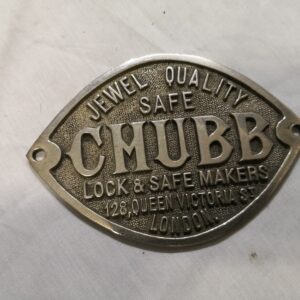 JEWEL QUALITY
SAFE
CHUBB
LOCK & SAFE MAKERS
128, QUEEN VICTORIA ST
LONDON.